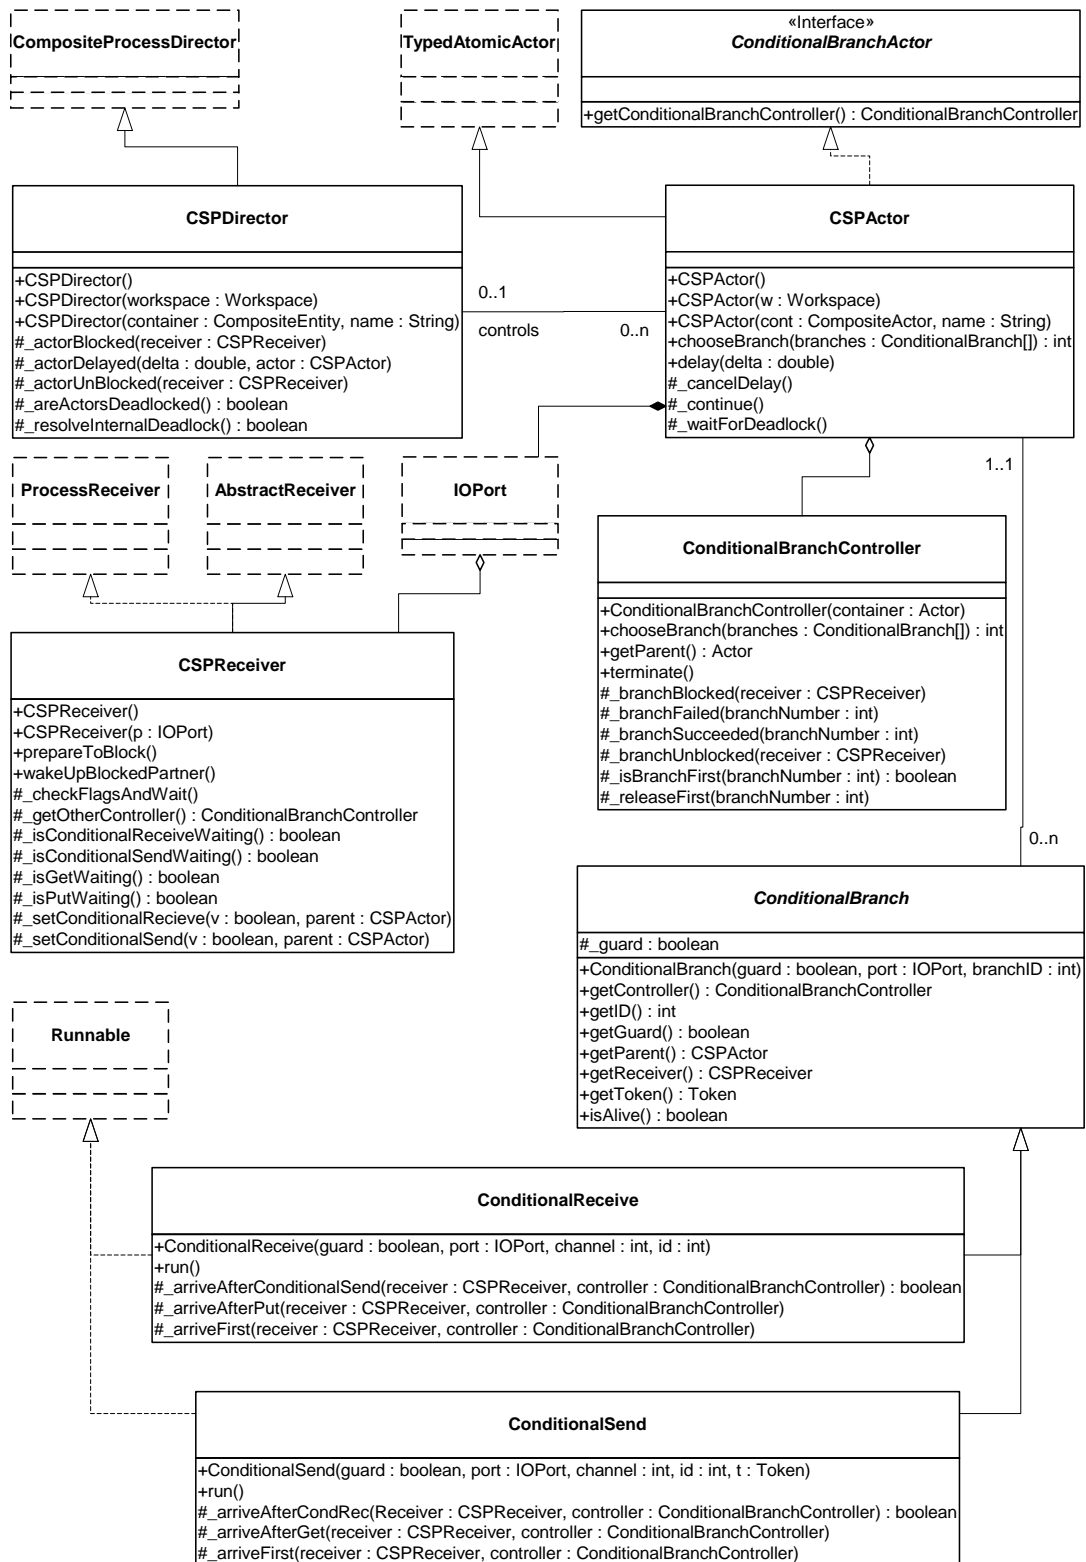 CompositeProcessDirector
TypedAtomicActor
«Interface»
ConditionalBranchActor
+getConditionalBranchController() : ConditionalBranchController
CSPDirector
+CSPDirector()
+CSPDirector(workspace : Workspace)
+CSPDirector(container : CompositeEntity, name : String)
#_actorBlocked(receiver : CSPReceiver)
#_actorDelayed(delta : double, actor : CSPActor)
#_actorUnBlocked(receiver : CSPReceiver)
#_areActorsDeadlocked() : boolean
#_resolveInternalDeadlock() : boolean
0..1
controls
0..n
CSPActor
+CSPActor()
+CSPActor(w : Workspace)
+CSPActor(cont : CompositeActor, name : String)
+chooseBranch(branches : ConditionalBranch[]) : int
+delay(delta : double)
#_cancelDelay()
#_continue()
#_waitForDeadlock()
1..1
ProcessReceiver
AbstractReceiver
IOPort
ConditionalBranchController
+ConditionalBranchController(container : Actor)
+chooseBranch(branches : ConditionalBranch[]) : int
+getParent() : Actor
+terminate()
#_branchBlocked(receiver : CSPReceiver)
#_branchFailed(branchNumber : int)
#_branchSucceeded(branchNumber : int)
#_branchUnblocked(receiver : CSPReceiver)
#_isBranchFirst(branchNumber : int) : boolean
#_releaseFirst(branchNumber : int)
CSPReceiver
+CSPReceiver()
+CSPReceiver(p : IOPort)
+prepareToBlock()
+wakeUpBlockedPartner()
#_checkFlagsAndWait()
#_getOtherController() : ConditionalBranchController
#_isConditionalReceiveWaiting() : boolean
#_isConditionalSendWaiting() : boolean
#_isGetWaiting() : boolean
#_isPutWaiting() : boolean
#_setConditionalRecieve(v : boolean, parent : CSPActor)
#_setConditionalSend(v : boolean, parent : CSPActor)
0..n
ConditionalBranch
#_guard : boolean
+ConditionalBranch(guard : boolean, port : IOPort, branchID : int)
+getController() : ConditionalBranchController
+getID() : int
+getGuard() : boolean
+getParent() : CSPActor
+getReceiver() : CSPReceiver
+getToken() : Token
+isAlive() : boolean
Runnable
ConditionalReceive
+ConditionalReceive(guard : boolean, port : IOPort, channel : int, id : int)
+run()
#_arriveAfterConditionalSend(receiver : CSPReceiver, controller : ConditionalBranchController) : boolean
#_arriveAfterPut(receiver : CSPReceiver, controller : ConditionalBranchController)
#_arriveFirst(receiver : CSPReceiver, controller : ConditionalBranchController)
ConditionalSend
+ConditionalSend(guard : boolean, port : IOPort, channel : int, id : int, t : Token)
+run()
#_arriveAfterCondRec(Receiver : CSPReceiver, controller : ConditionalBranchController) : boolean
#_arriveAfterGet(receiver : CSPReceiver, controller : ConditionalBranchController)
#_arriveFirst(receiver : CSPReceiver, controller : ConditionalBranchController)